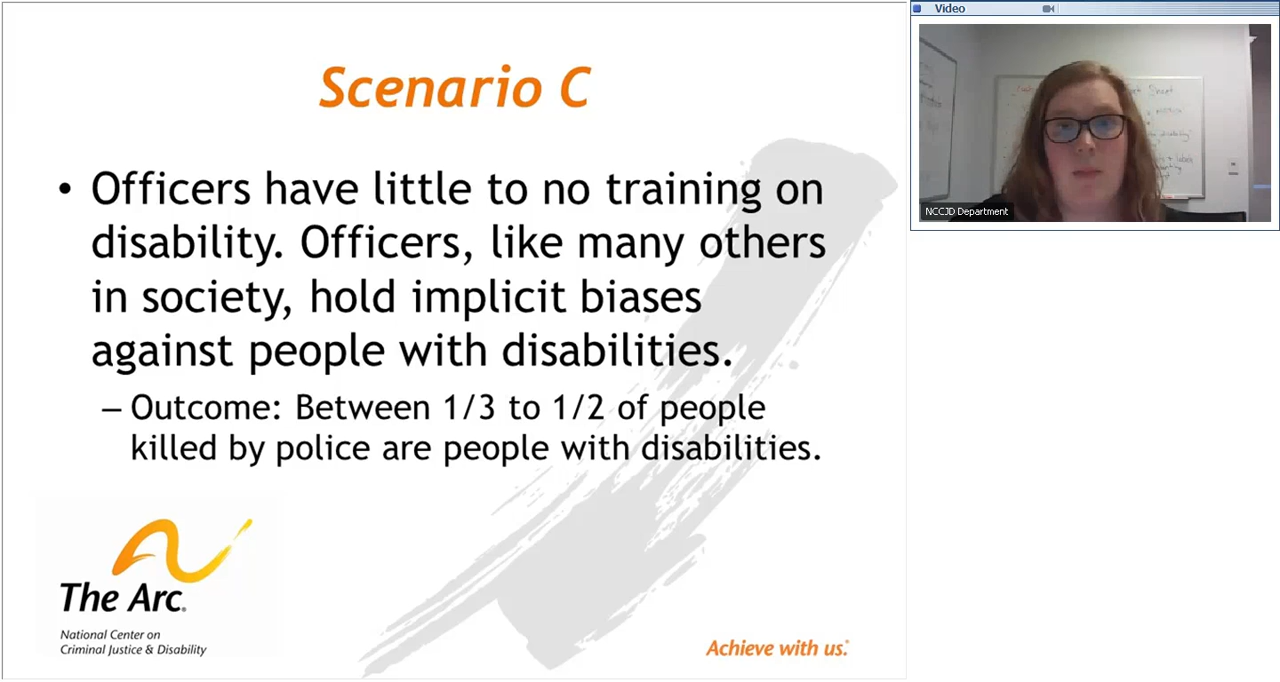 Scenario C
• Officers have little to no training on
disability. Officers, like many others
in society, hold implicit biases
against people with disabilities.
– Outcome: Between 1/3 to 1/2 of people
killed by police are people with disabilities.
The Arc.
National Center on
Criminal Justice & Disability
Achieve with us.
Video
Sheet
NCCJD Department